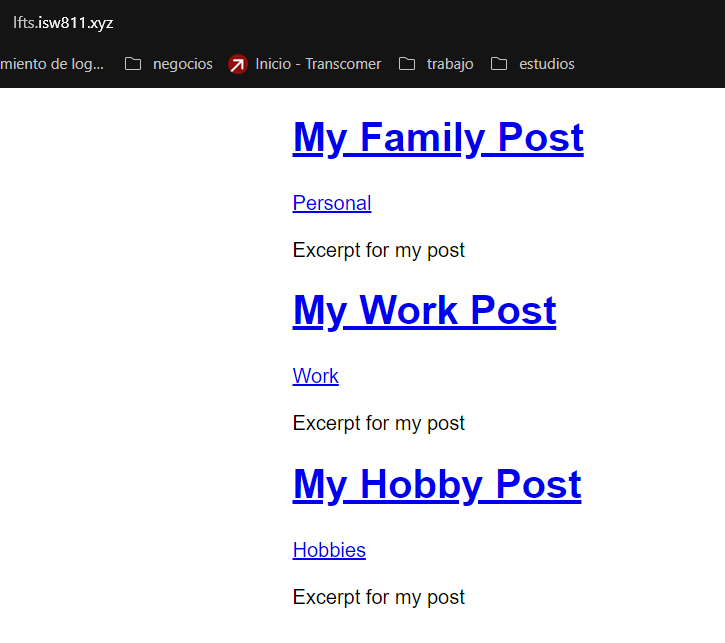 lfts.isw811.xyz
miento de log... negocios Inicio - Transcomer trabajo estudios
My Family Post
Personal
Excerpt for my post
My Work Post
Work
Excerpt for my post
My Hobby Post
Hobbies
Excerpt for my post